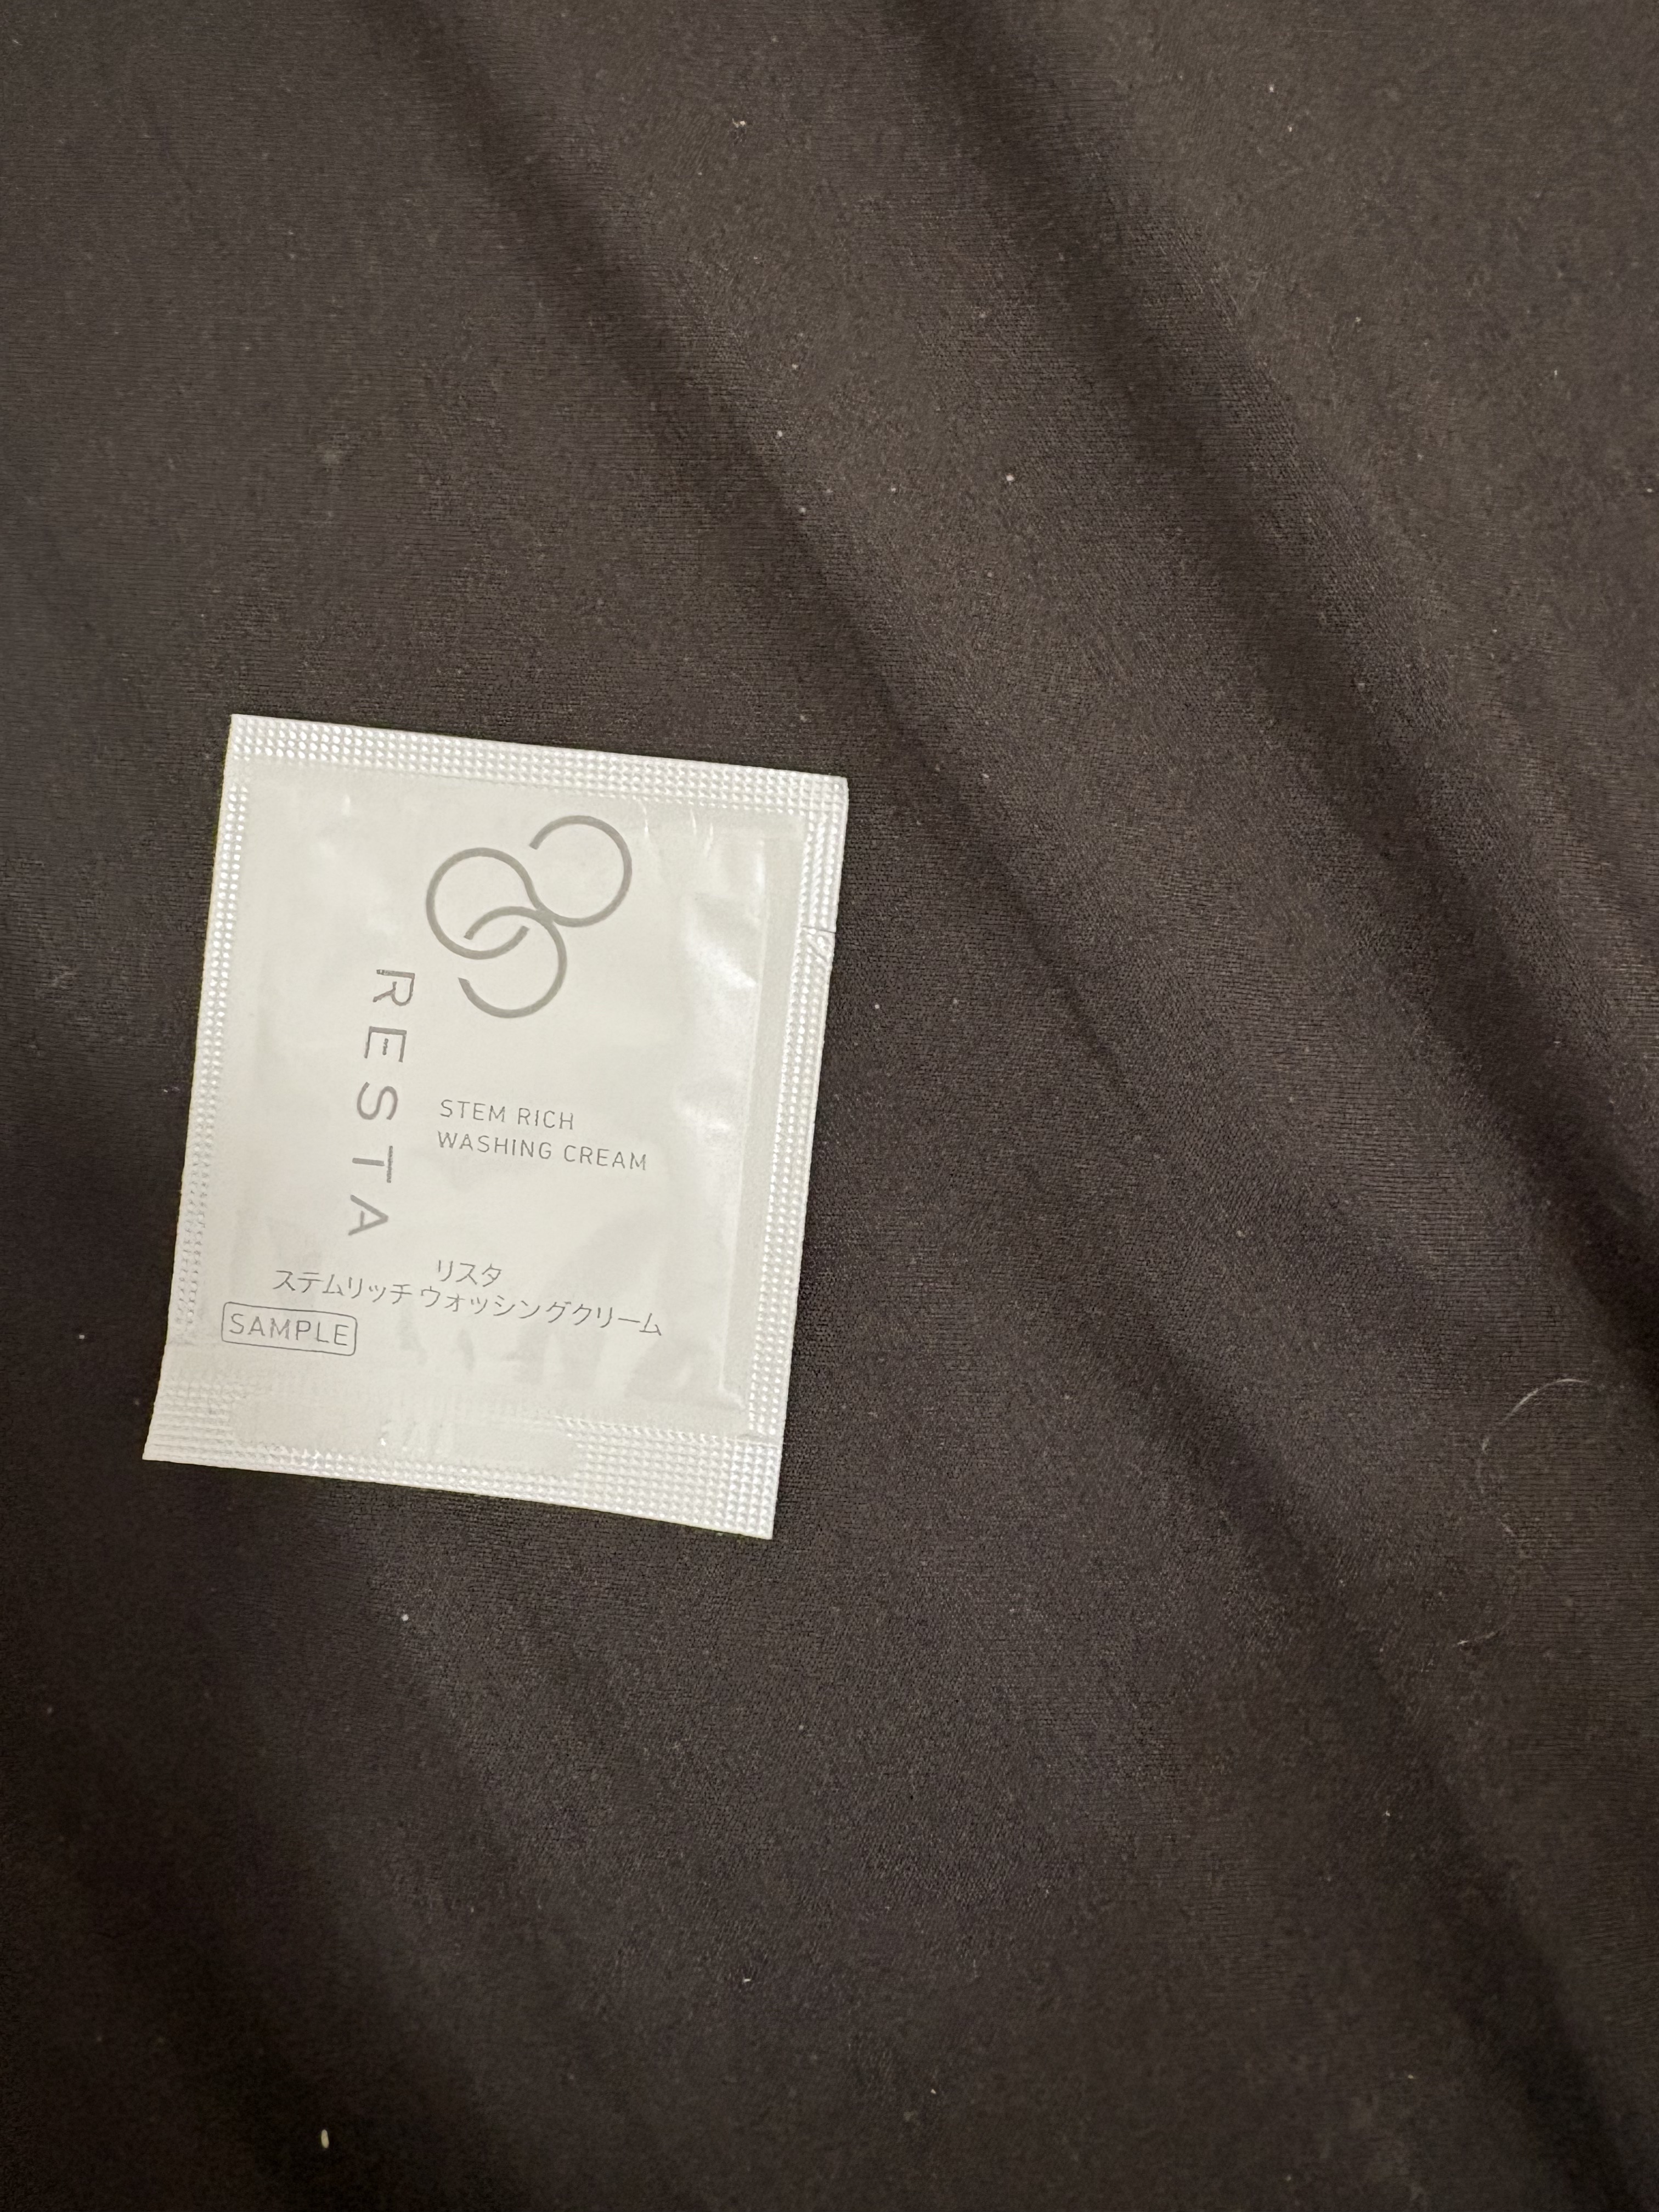 RESTA
STEM RICH
WASHING CREAM
リスタ
ステムリッチ ウォッシングクリーム
SAMPLE